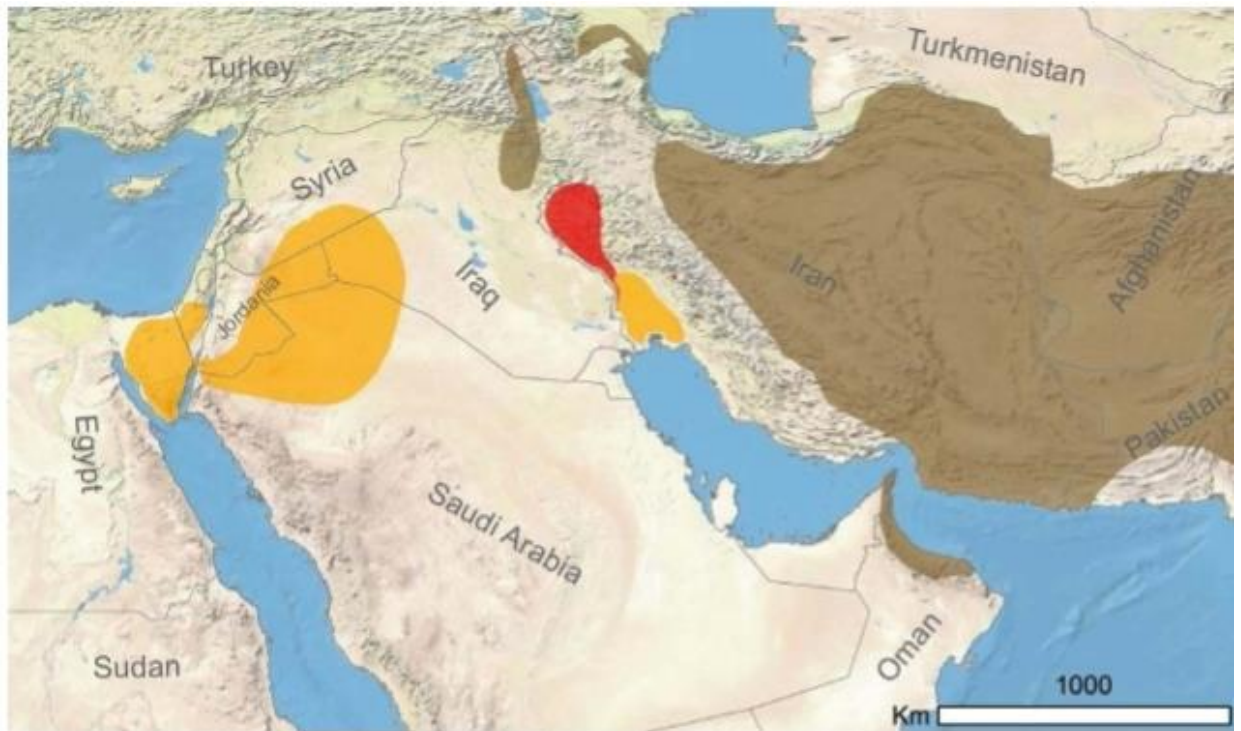 Turkey
Turkmenistan
Syria
Iraq
Iran
Afghanistan
Jordania
Pakistan
Egypt
Saudi Arabia
Sudan
Oman
1000
Km